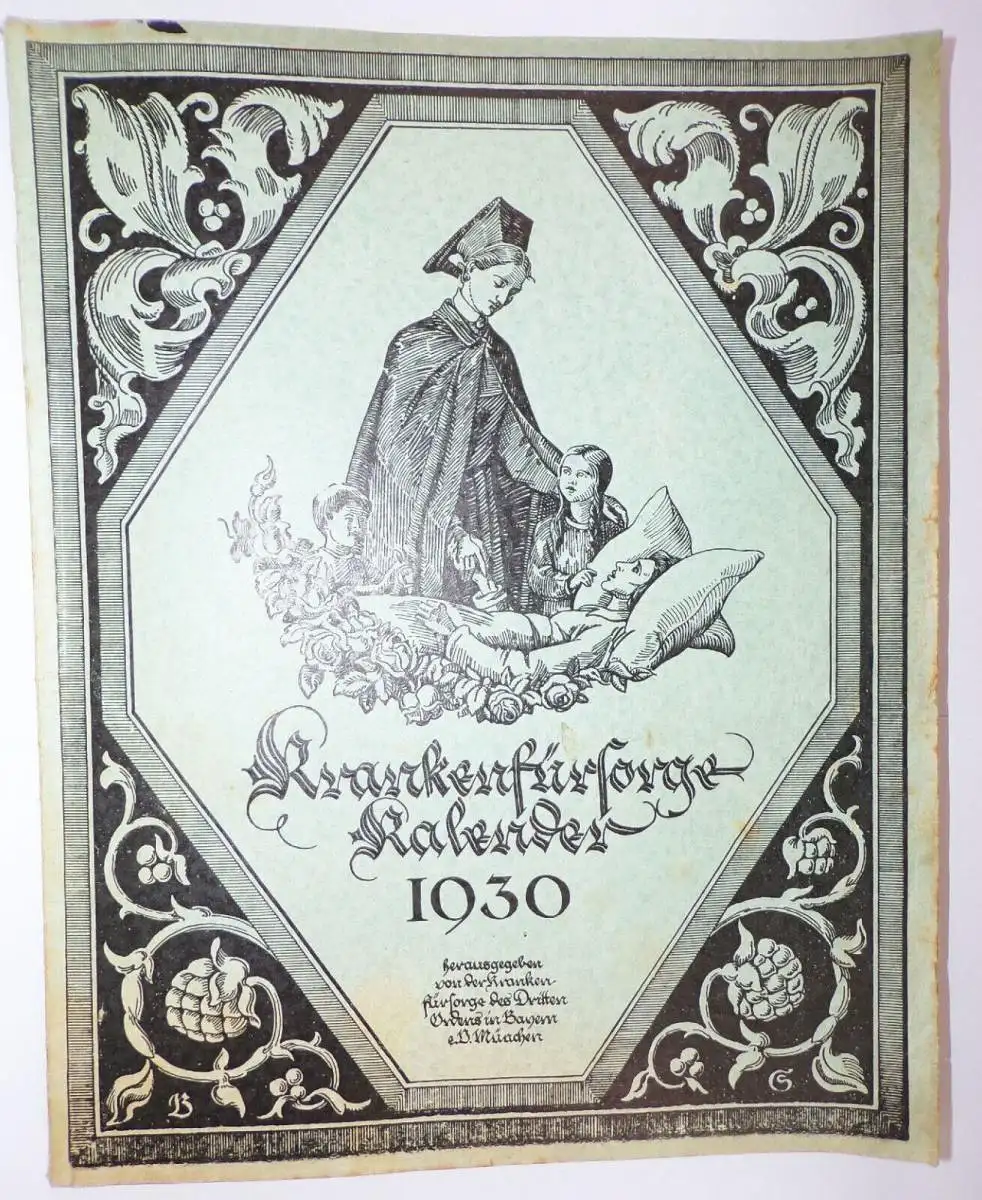 Krankenfürsorge
Kalender
1930
herausgegeben
von der Kranken-
fürsorge des Dritten
Ordens in Bayern
e.V. München
B
S